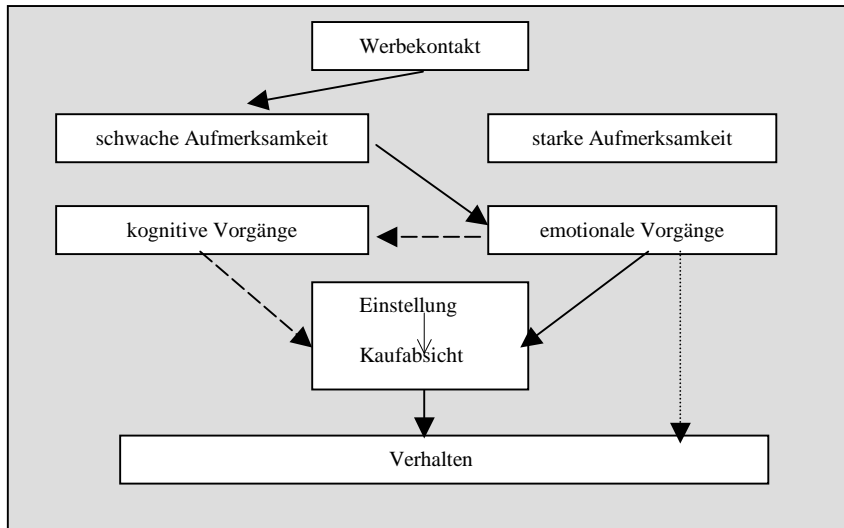 Werbekontakt
schwache Aufmerksamkeit
starke Aufmerksamkeit
kognitive Vorgänge
emotionale Vorgänge
Einstellung
Kaufabsicht
Verhalten